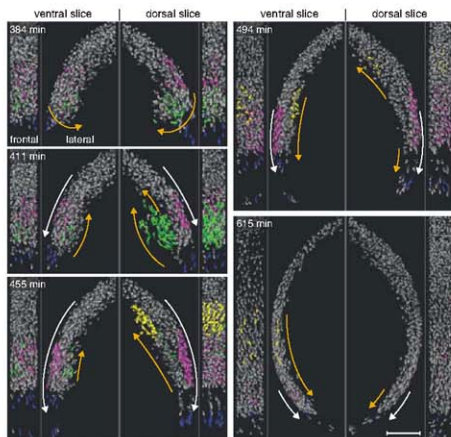 ventral slice dorsal slice
384 min
frontal lateral
411 min
455 min
ventral slice dorsal slice
494 min
615 min